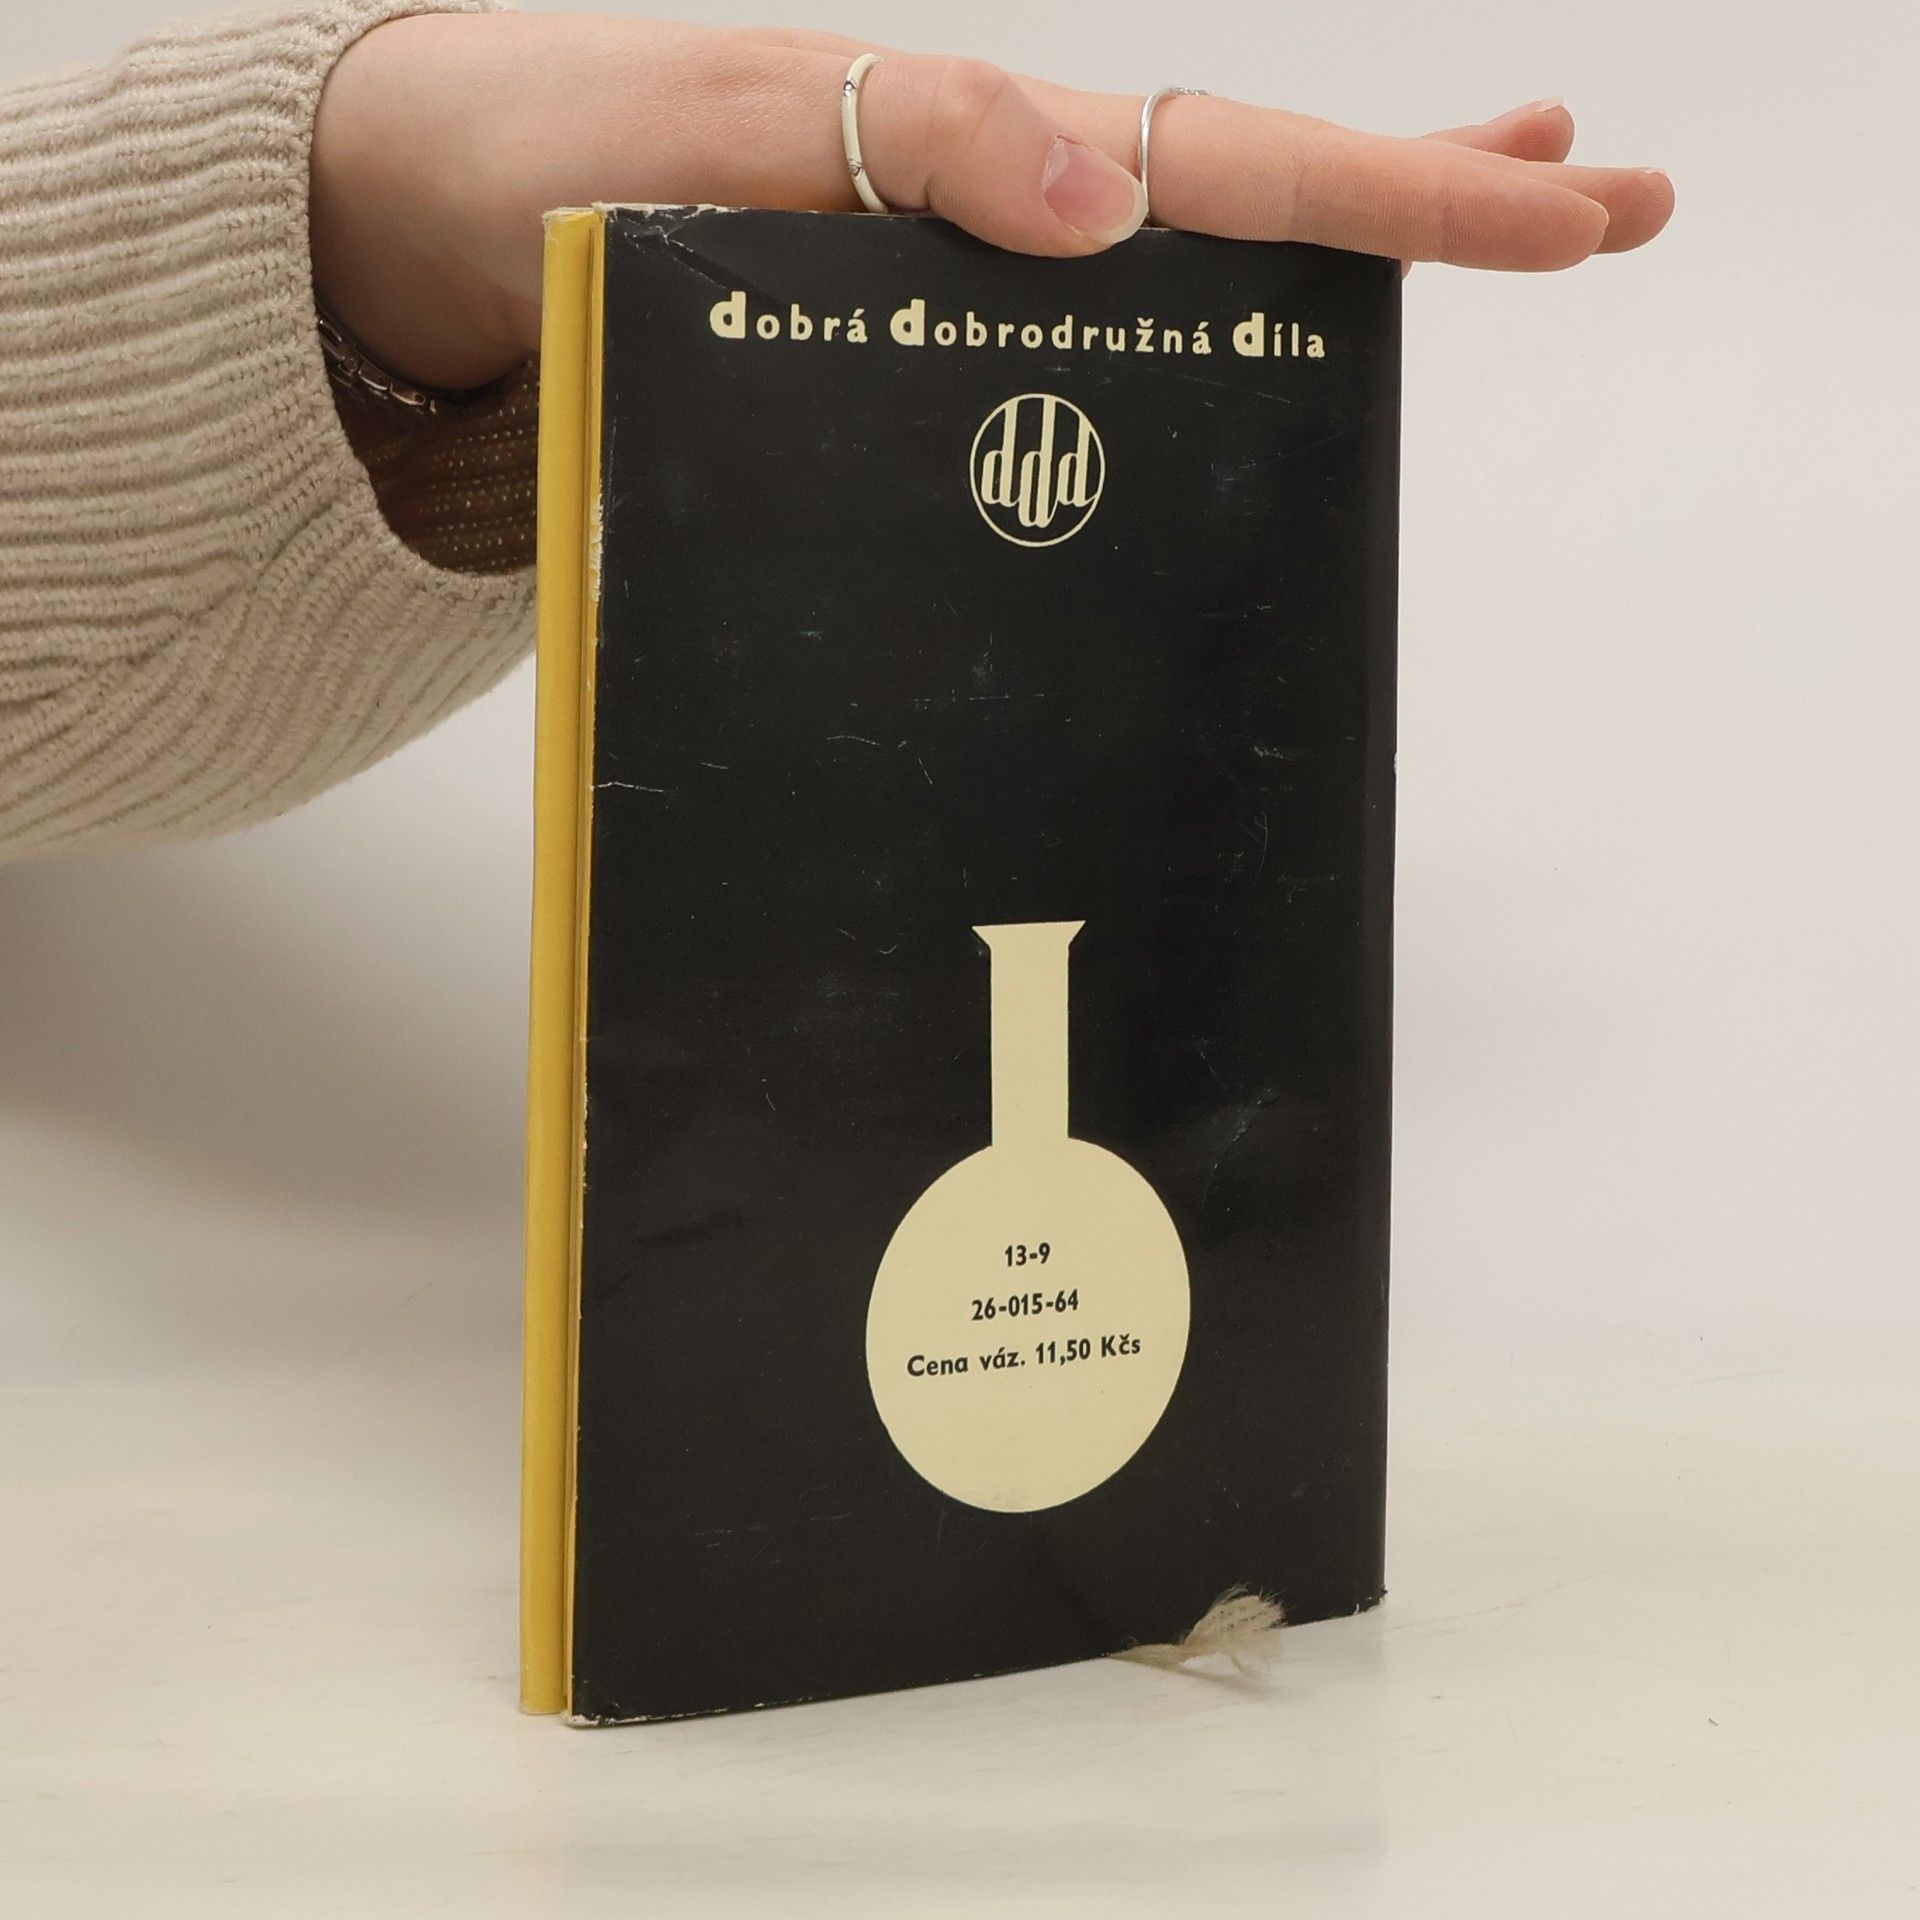 dobrá dobrodružná díla
ddd
13-9
26-015-64
Cena váz. 11,50 Kčs